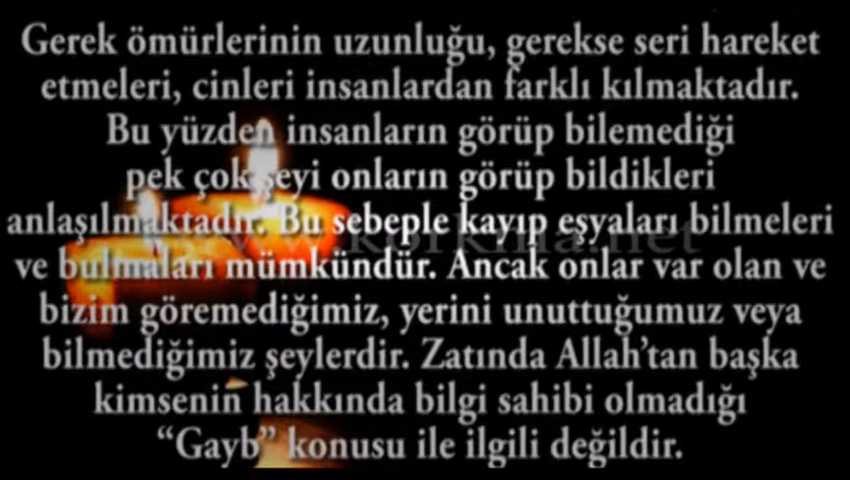 Gerek ömürlerinin uzunluğu, gerekse seri hareket
etmeleri, cinleri insanlardan farklı kılmaktadır.
Bu yüzden insanların görüp bilemediği
pek çok şeyi onların görüp bildikleri
anlaşılmaktadır. Bu sebeple kayıp eşyaları bilmeleri
ve bulmaları mümkündür. Ancak onlar var olan ve
bizim göremediğimiz, yerini unuttuğumuz veya
bilmediğimiz şeylerdir. Zatında Allah’tan başka
kimsenin hakkında bilgi sahibi olmadığı
“Gayb” konusu ile ilgili değildir.